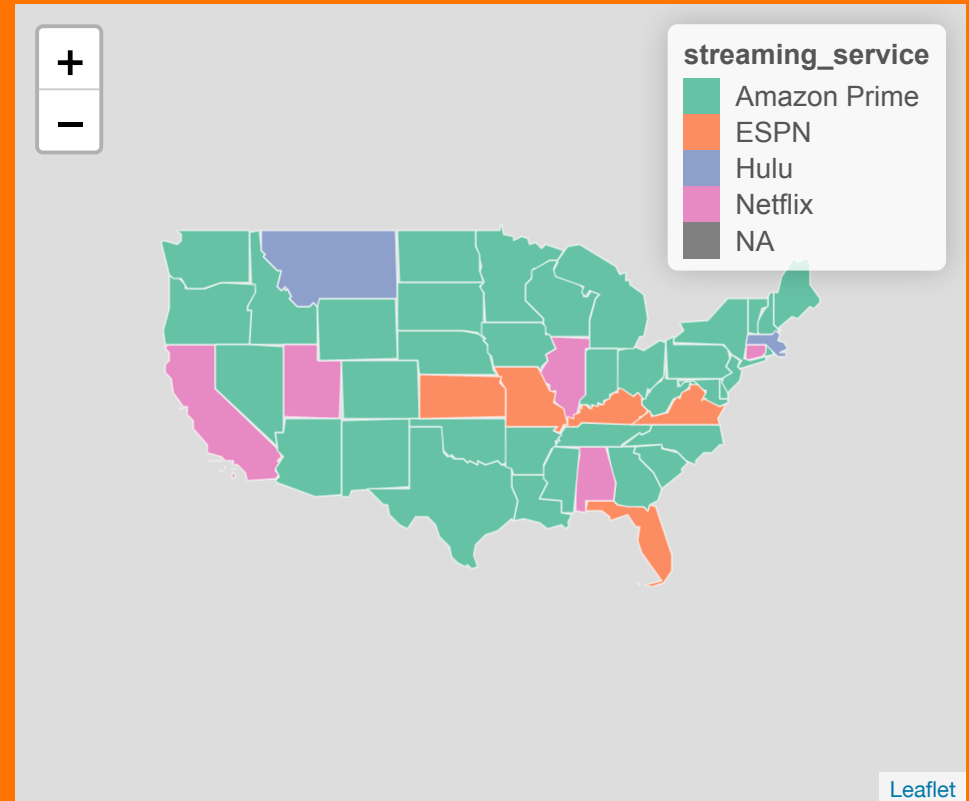 +
−
streaming_service
Amazon Prime
ESPN
Hulu
Netflix
NA
Leaflet